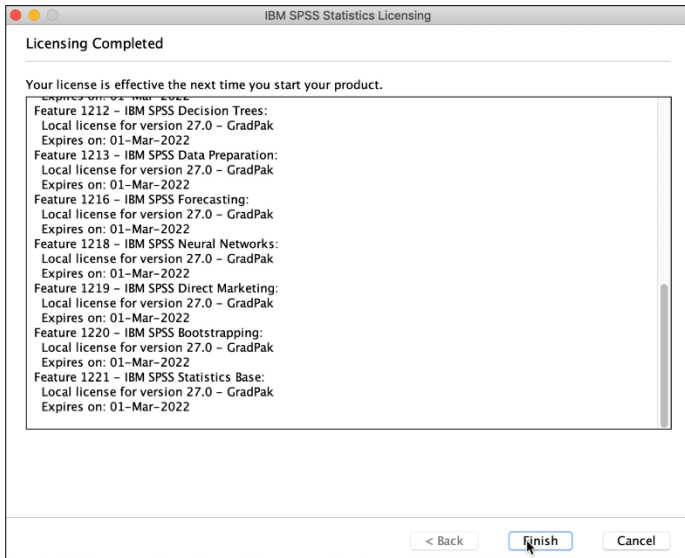 IBM SPSS Statistics Licensing
Licensing Completed
Your license is effective the next time you start your product.
Expires on: 01-Mar-2022
Feature 1212 – IBM SPSS Decision Trees:
Local license for version 27.0 – GradPak
Expires on: 01-Mar-2022
Feature 1213 – IBM SPSS Data Preparation:
Local license for version 27.0 – GradPak
Expires on: 01-Mar-2022
Feature 1216 – IBM SPSS Forecasting:
Local license for version 27.0 – GradPak
Expires on: 01-Mar-2022
Feature 1218 – IBM SPSS Neural Networks:
Local license for version 27.0 – GradPak
Expires on: 01-Mar-2022
Feature 1219 – IBM SPSS Direct Marketing:
Local license for version 27.0 – GradPak
Expires on: 01-Mar-2022
Feature 1220 – IBM SPSS Bootstrapping:
Local license for version 27.0 – GradPak
Expires on: 01-Mar-2022
Feature 1221 – IBM SPSS Statistics Base:
Local license for version 27.0 – GradPak
Expires on: 01-Mar-2022
< Back Finish Cancel